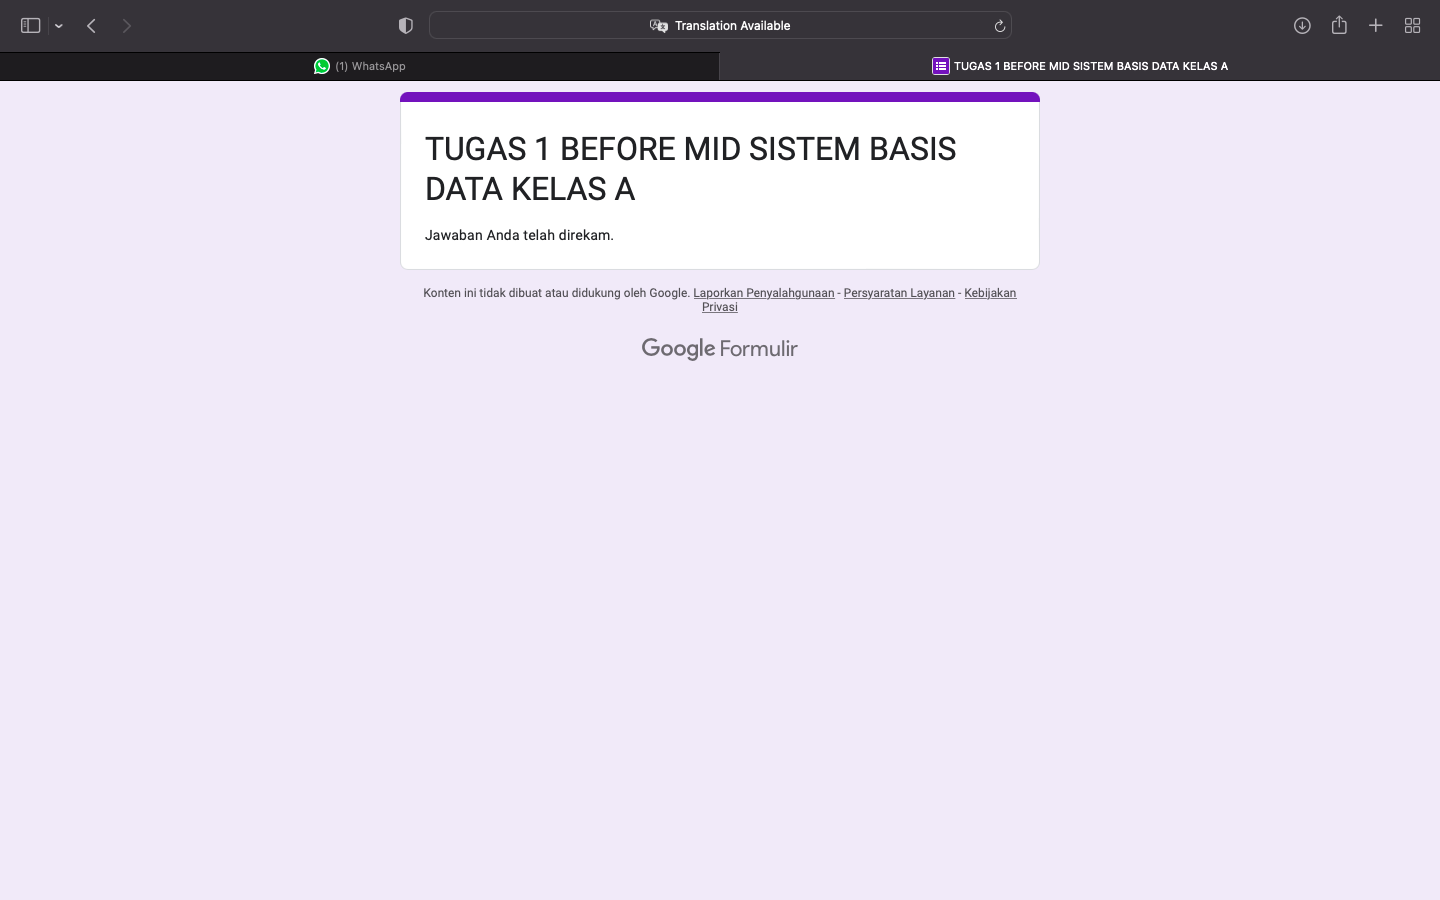 Translation Available
(1) WhatsApp
TUGAS 1 BEFORE MID SISTEM BASIS DATA KELAS A
TUGAS 1 BEFORE MID SISTEM BASIS
DATA KELAS A
Jawaban Anda telah direkam.
Konten ini tidak dibuat atau didukung oleh Google. Laporkan Penyalahgunaan - Persyaratan Layanan - Kebijakan
Privasi
Google Formulir